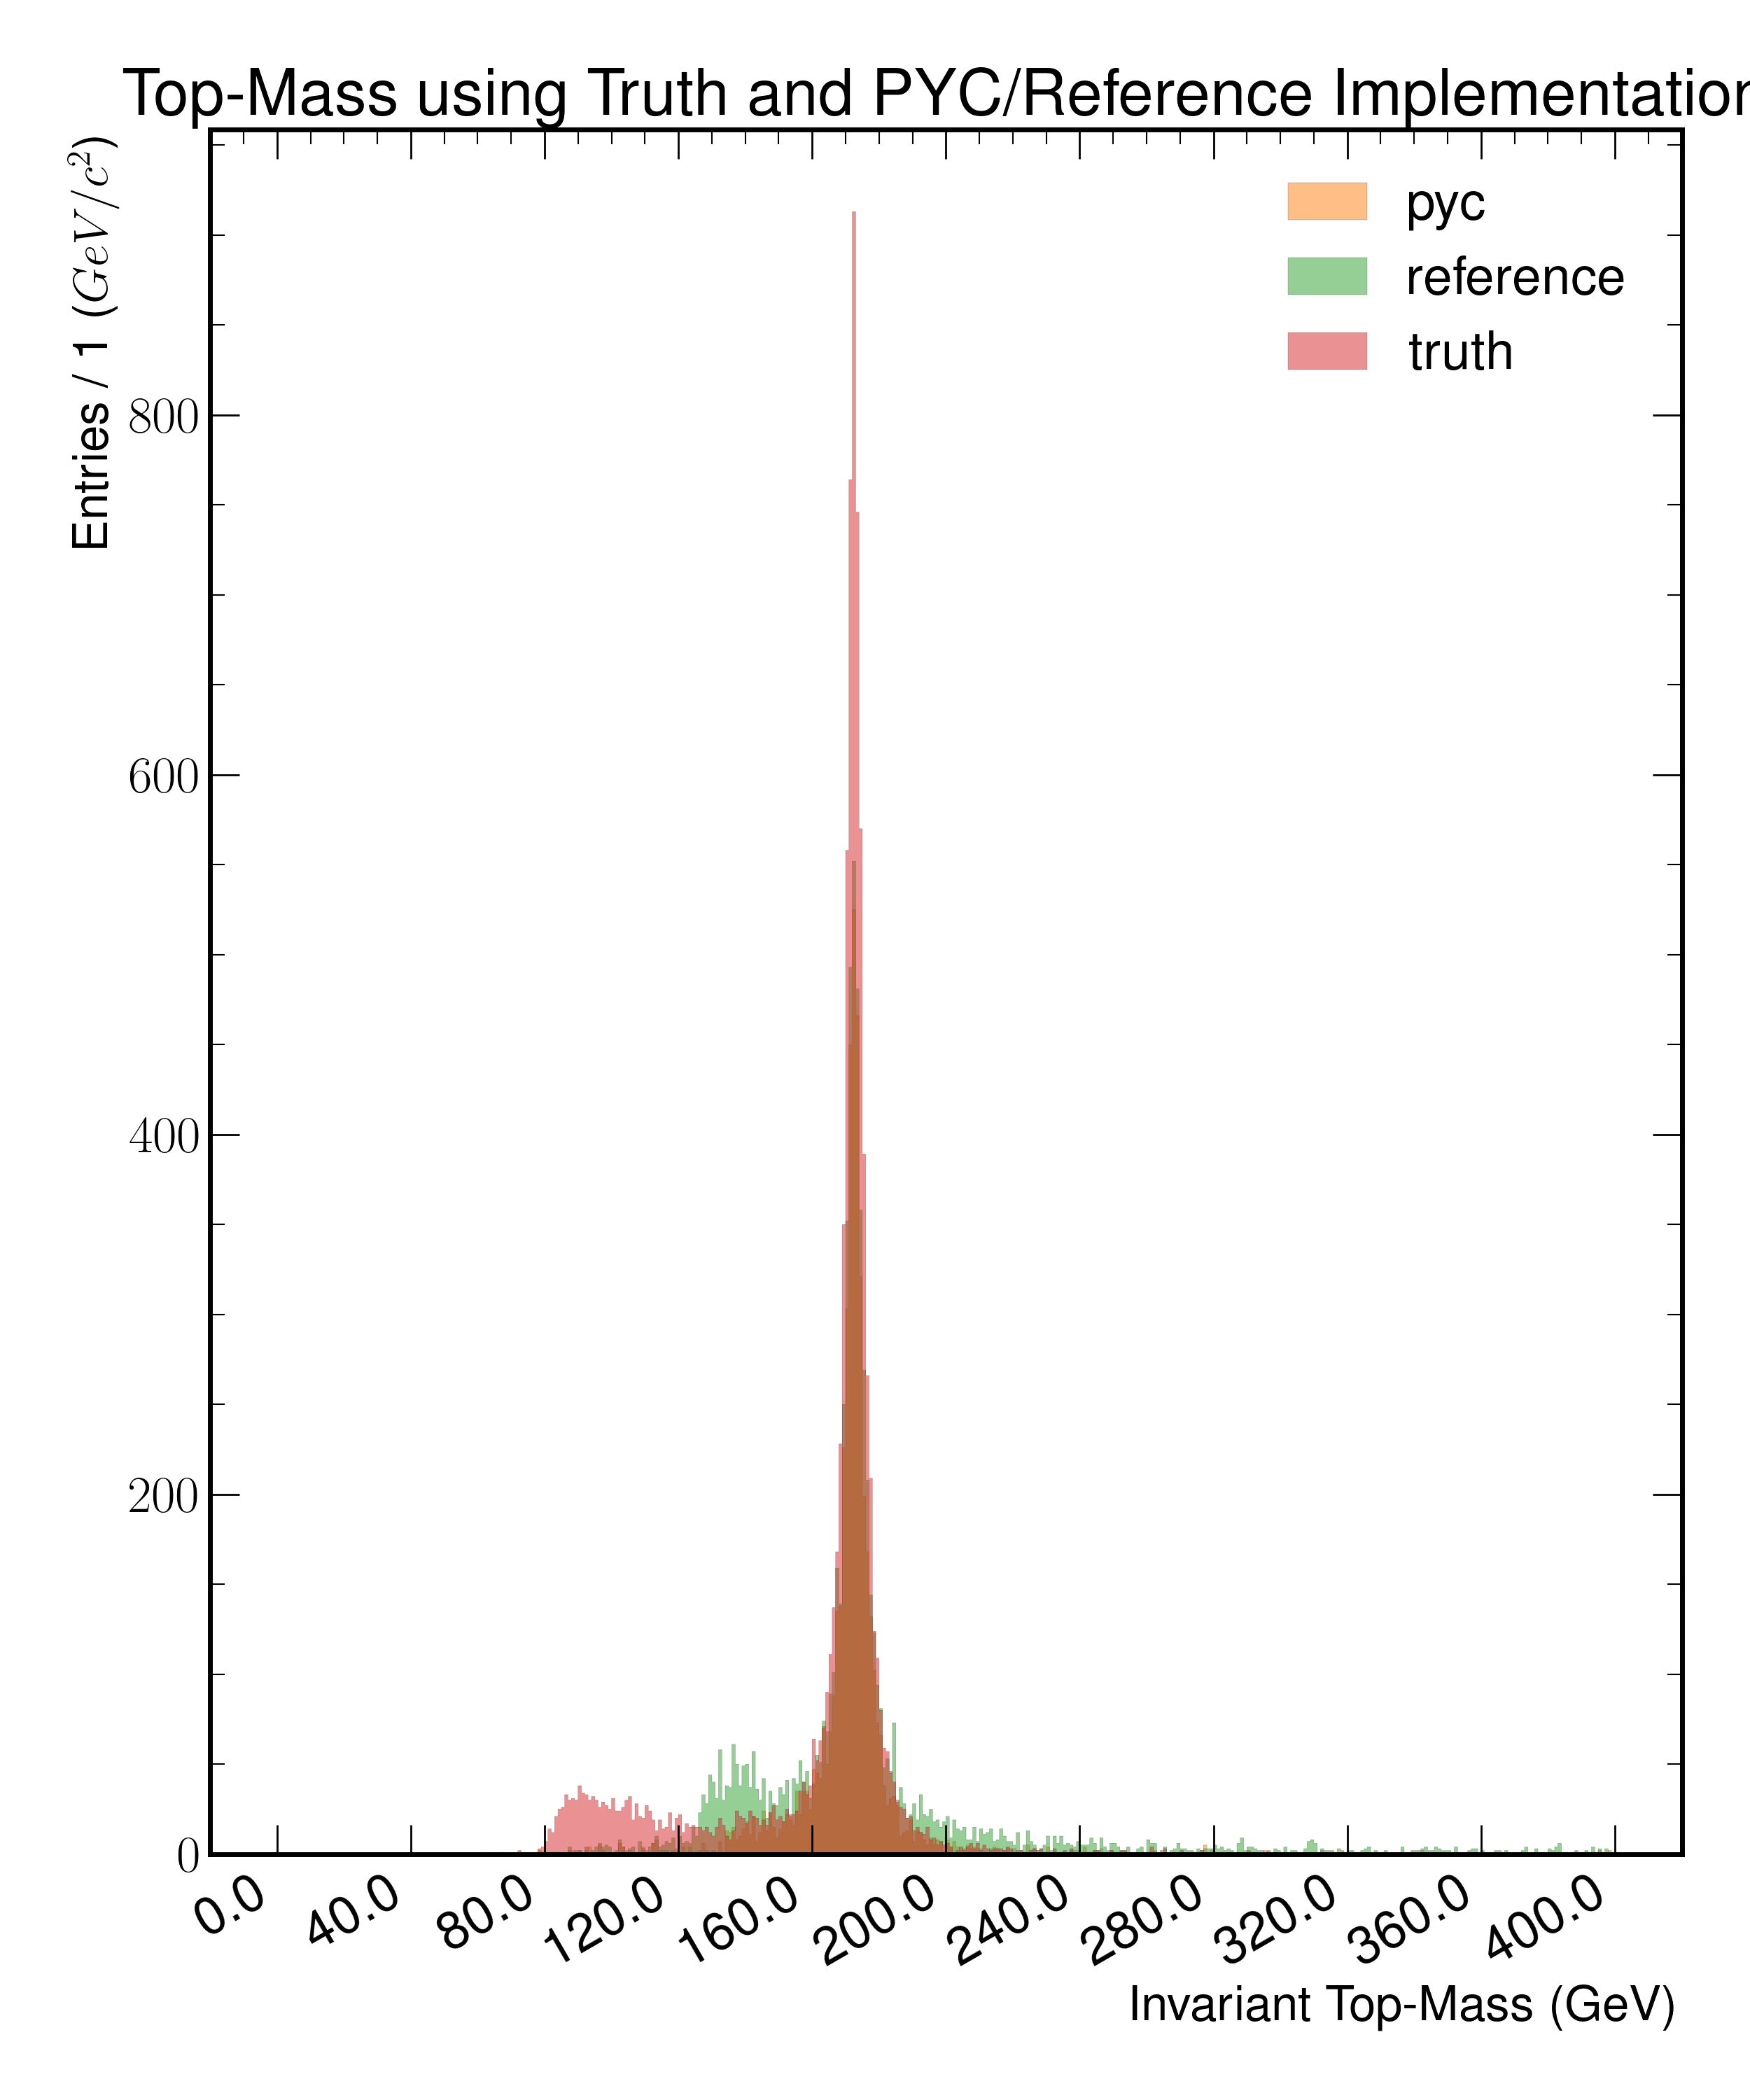 Top-Mass using Truth and PYC/Reference Implementation
Entries / 1 (GeV/c²)
pyc
reference
truth
800
600
400
200
0
0.0
40.0
80.0
120.0
160.0
200.0
240.0
280.0
320.0
360.0
400.0
Invariant Top-Mass (GeV)